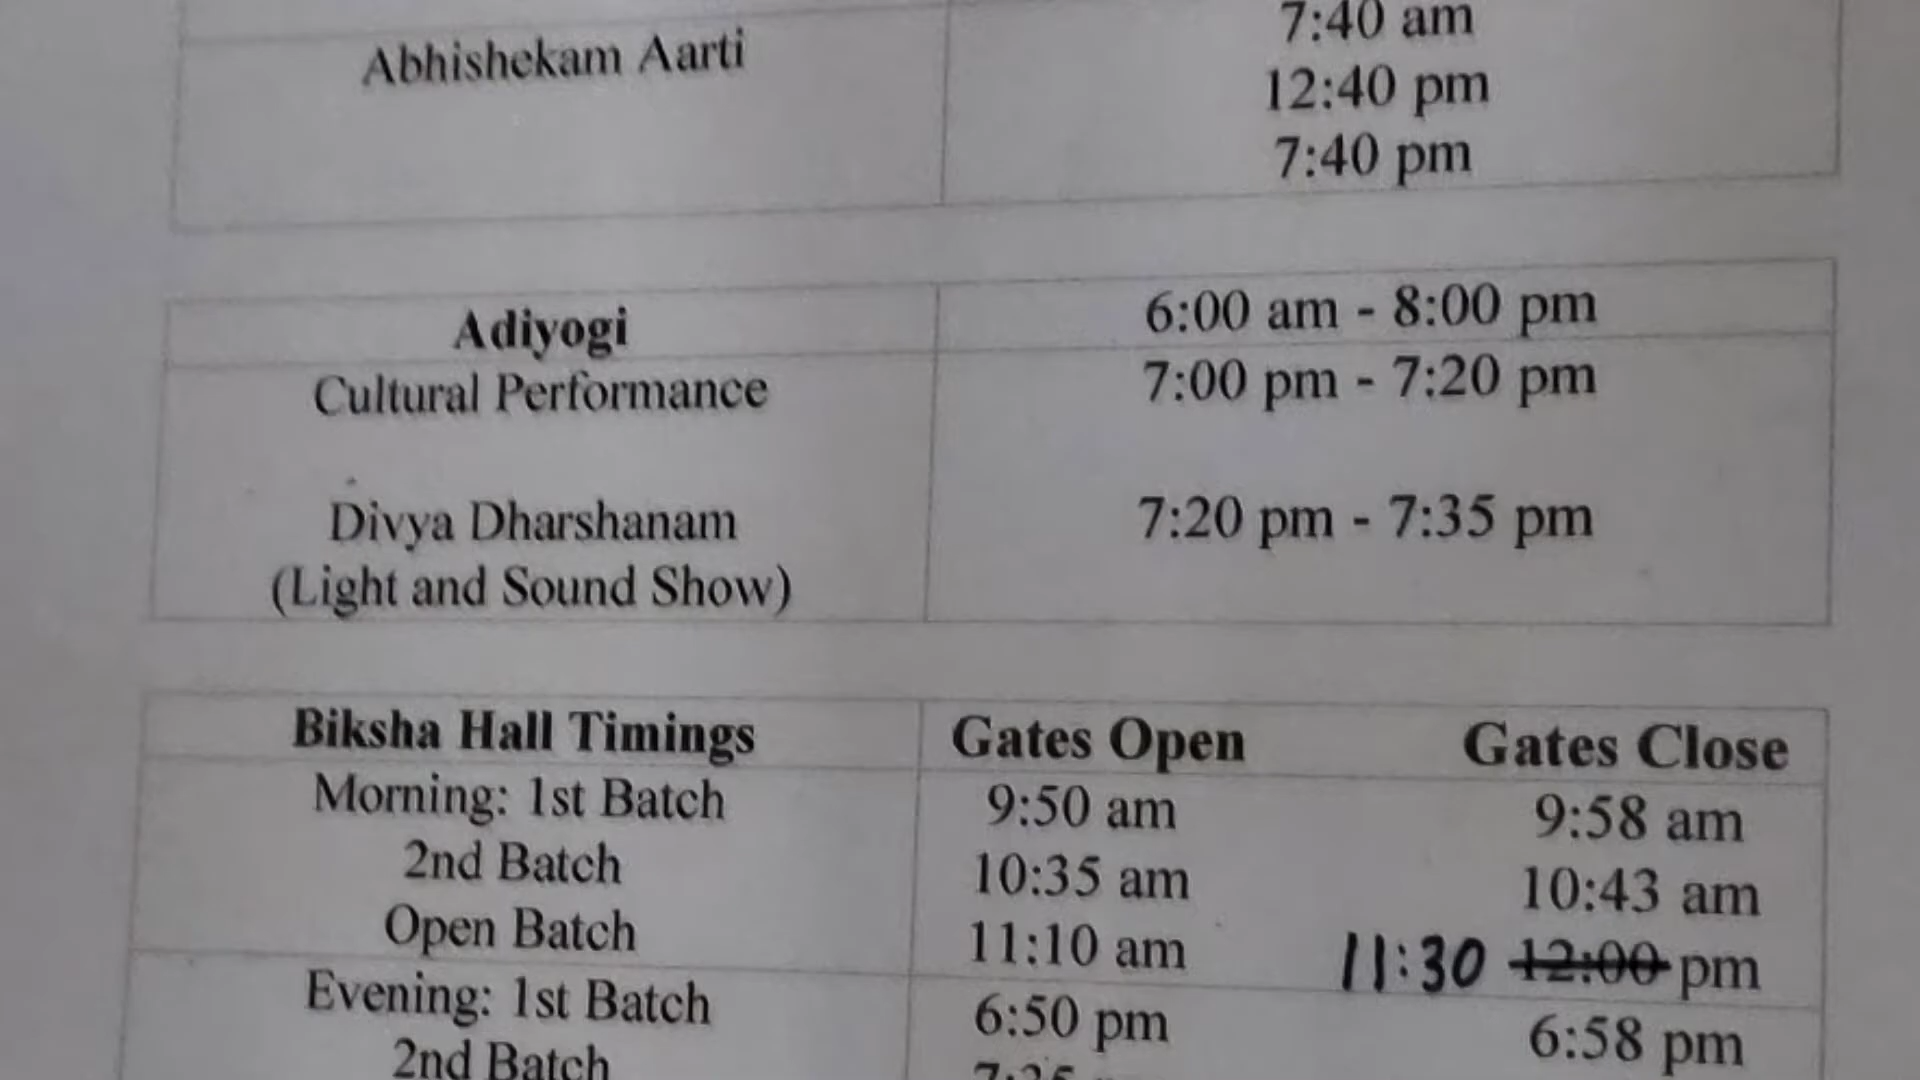 7:40 am
Abhishekam Aarti
12:40 pm
7:40 pm
Adiyogi 6:00 am - 8:00 pm
Cultural Performance 7:00 pm - 7:20 pm
Divya Dharshanam 7:20 pm - 7:35 pm
(Light and Sound Show)
Biksha Hall Timings Gates Open Gates Close
Morning: 1st Batch 9:50 am 9:58 am
2nd Batch 10:35 am 10:43 am
Open Batch 11:10 am 11:30 12:00 pm
Evening: 1st Batch 6:50 pm 6:58 pm
2nd Batch